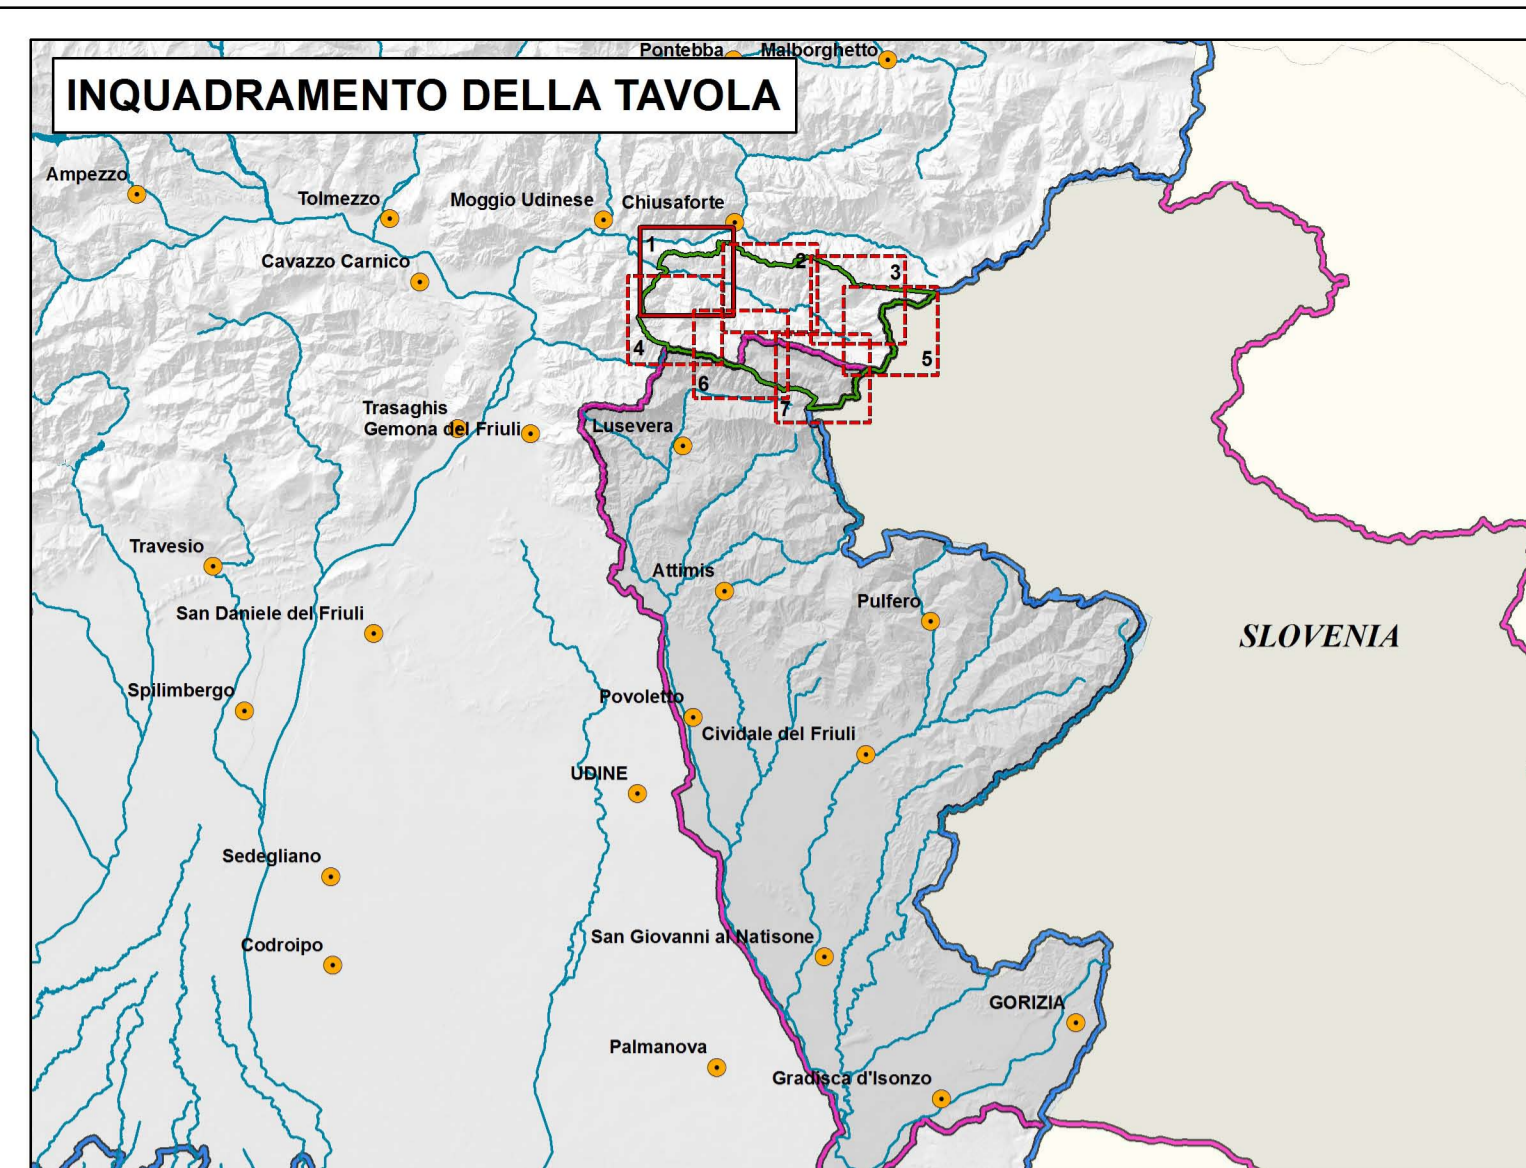 Pontebba
Malborghetto
INQUADRAMENTO DELLA TAVOLA
Ampezzo
Tolmezzo
Moggio Udinese
Chiusaforte
1
2
3
Cavazzo Carnico
4
5
6
7
Trasaghis
Gemona del Friuli
Lusevera
Travesio
Attimis
Pulfero
San Daniele del Friuli
SLOVENIA
Spilimbergo
Povoletto
Cividale del Friuli
UDINE
Sedegliano
San Giovanni al Natisone
Codroipo
GORIZIA
Palmanova
Gradisca d'Isonzo